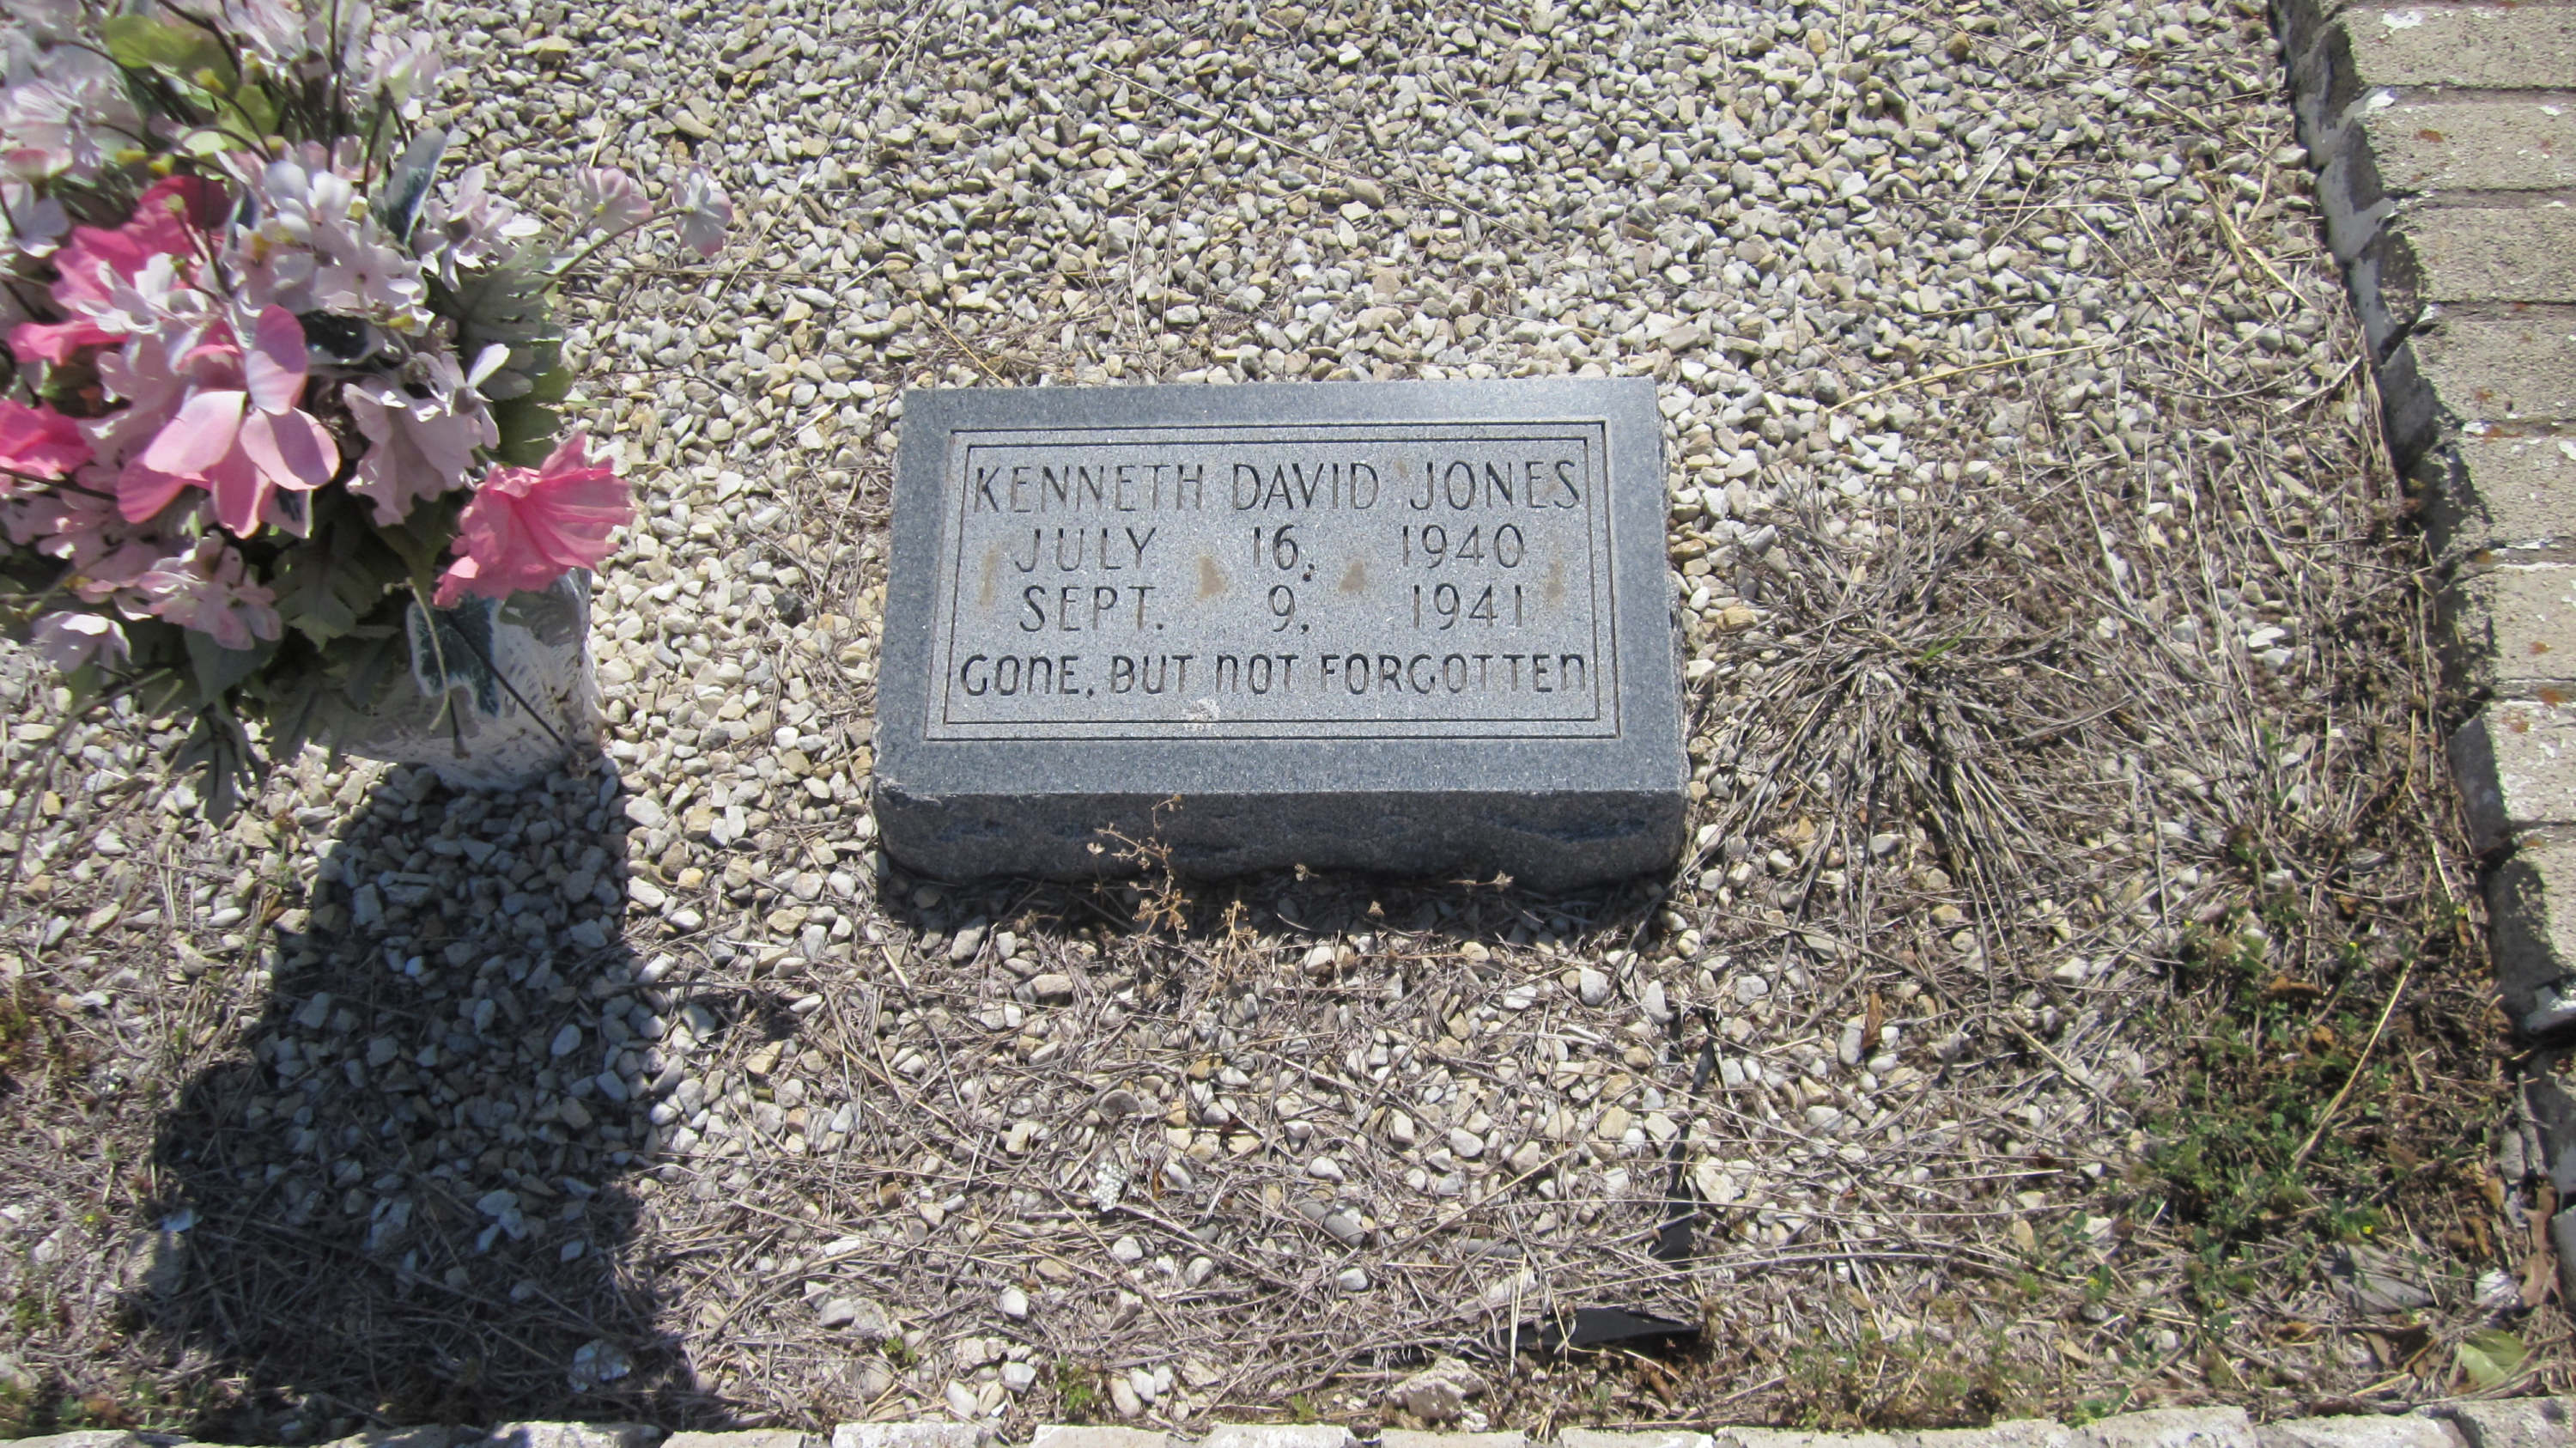 KENNETH DAVID JONES
JULY 16, 1940
SEPT. 9, 1941
GONE, BUT NOT FORGOTTEN